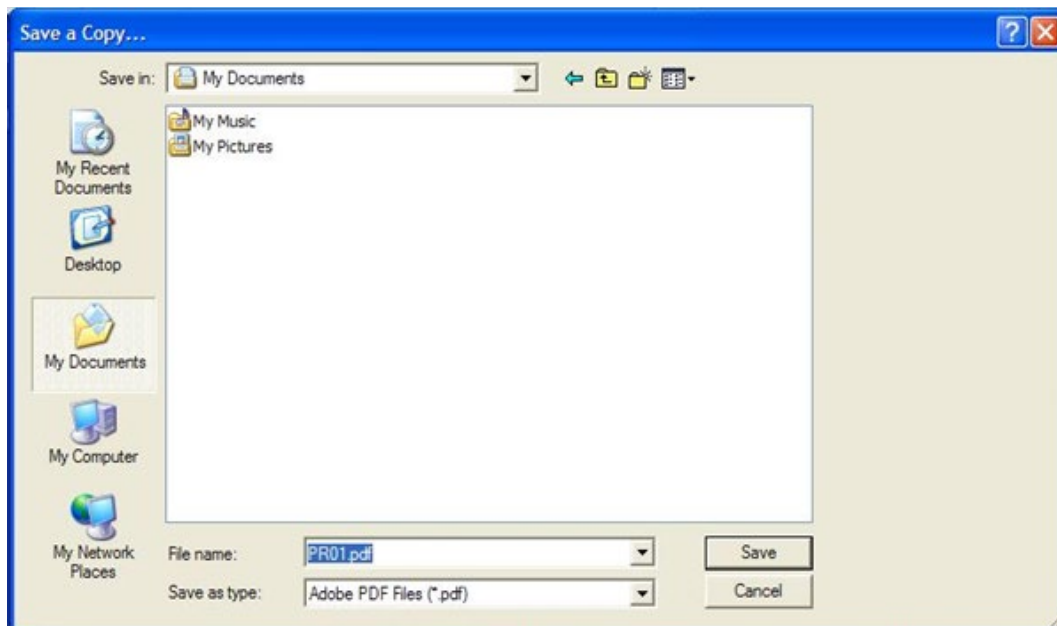 Save a Copy...
Save in:
My Documents
My Music
My Pictures
My Recent
Documents
Desktop
My Documents
My Computer
My Network
Places
File name:
PR01.pdf
Save
Save as type:
Adobe PDF Files (*.pdf)
Cancel